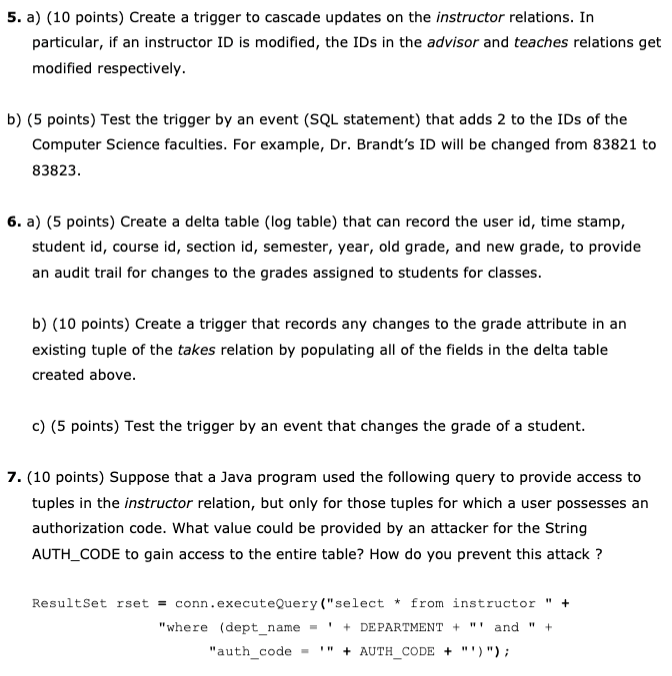 5. a) (10 points) Create a trigger to cascade updates on the instructor relations. In
particular, if an instructor ID is modified, the IDs in the advisor and teaches relations get
modified respectively.
b) (5 points) Test the trigger by an event (SQL statement) that adds 2 to the IDs of the
Computer Science faculties. For example, Dr. Brandt's ID will be changed from 83821 to
83823.
6. a) (5 points) Create a delta table (log table) that can record the user id, time stamp,
student id, course id, section id, semester, year, old grade, and new grade, to provide
an audit trail for changes to the grades assigned to students for classes.
b) (10 points) Create a trigger that records any changes to the grade attribute in an
existing tuple of the takes relation by populating all of the fields in the delta table
created above.
c) (5 points) Test the trigger by an event that changes the grade of a student.
7. (10 points) Suppose that a Java program used the following query to provide access to
tuples in the instructor relation, but only for those tuples for which a user possesses an
authorization code. What value could be provided by an attacker for the String
AUTH_CODE to gain access to the entire table? How do you prevent this attack ?
ResultSet rset = conn.executeQuery("select * from instructor " +
"where (dept_name = ' + DEPARTMENT + "' and " +
"auth_code = '" + AUTH_CODE + "')");